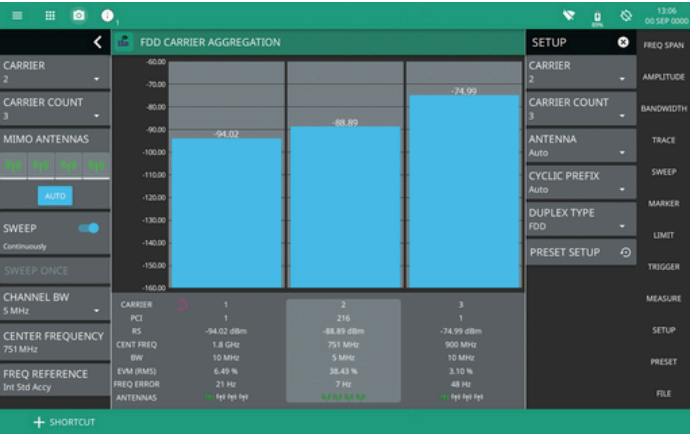 1
89%
13:06
00 SEP 0000
FDD CARRIER AGGREGATION
CARRIER
2
CARRIER COUNT
3
MIMO ANTENNAS
AUTO
SWEEP
Continuously
SWEEP ONCE
CHANNEL BW
5 MHz
CENTER FREQUENCY
751 MHz
FREQ REFERENCE
Int Std Accy
+ SHORTCUT
-60.00
-70.00
-80.00
-90.00
-100.00
-110.00
-120.00
-130.00
-140.00
-150.00
-160.00
-94.02
-88.89
-74.99
CARRIER 1 2 3
PCI 1 216 1
RS -94.02 dBm -88.89 dBm -74.99 dBm
CENT FREQ 1.8 GHz 751 MHz 900 MHz
BW 10 MHz 5 MHz 10 MHz
EVM (RMS) 6.49 % 38.43 % 3.10 %
FREQ ERROR 21 Hz 7 Hz 48 Hz
ANTENNAS
SETUP
CARRIER
2
CARRIER COUNT
3
ANTENNA
Auto
CYCLIC PREFIX
Auto
DUPLEX TYPE
FDD
PRESET SETUP
FREQ SPAN
AMPLITUDE
BANDWIDTH
TRACE
SWEEP
MARKER
LIMIT
TRIGGER
MEASURE
SETUP
PRESET
FILE